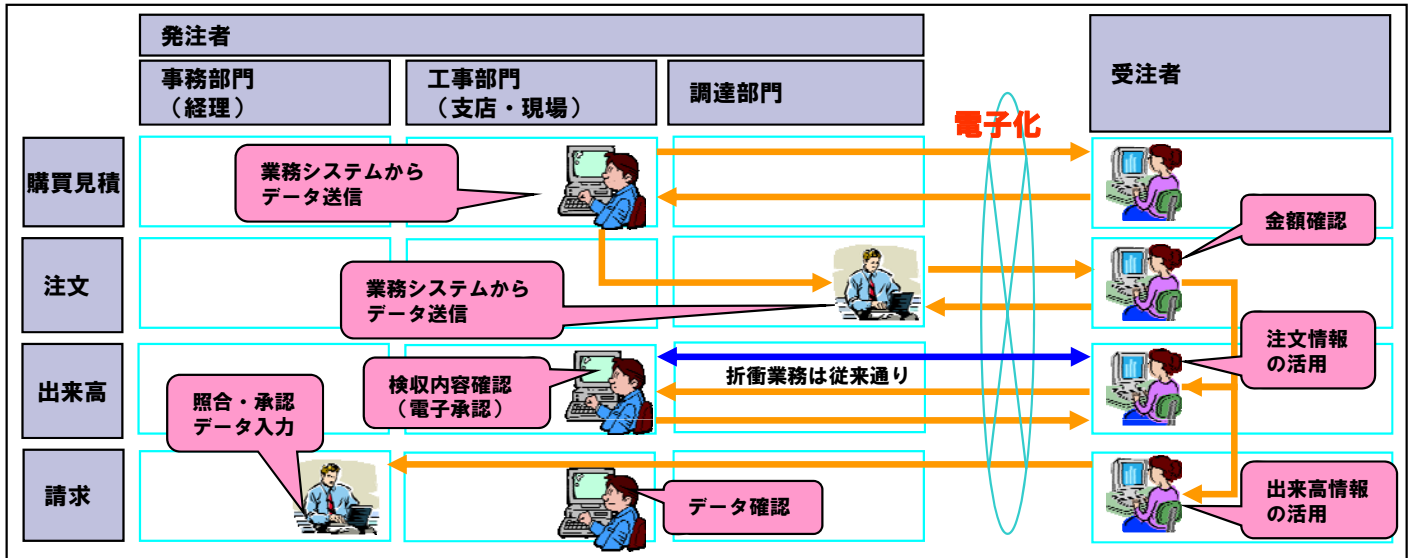 発注者
受注者
事務部門
（経理）
工事部門
（支店・現場）
調達部門
電子化
購買見積
業務システムから
データ送信
金額確認
注文
業務システムから
データ送信
出来高
検収内容確認
（電子承認）
折衝業務は従来通り
注文情報
の活用
照合・承認
データ入力
請求
データ確認
出来高情報
の活用